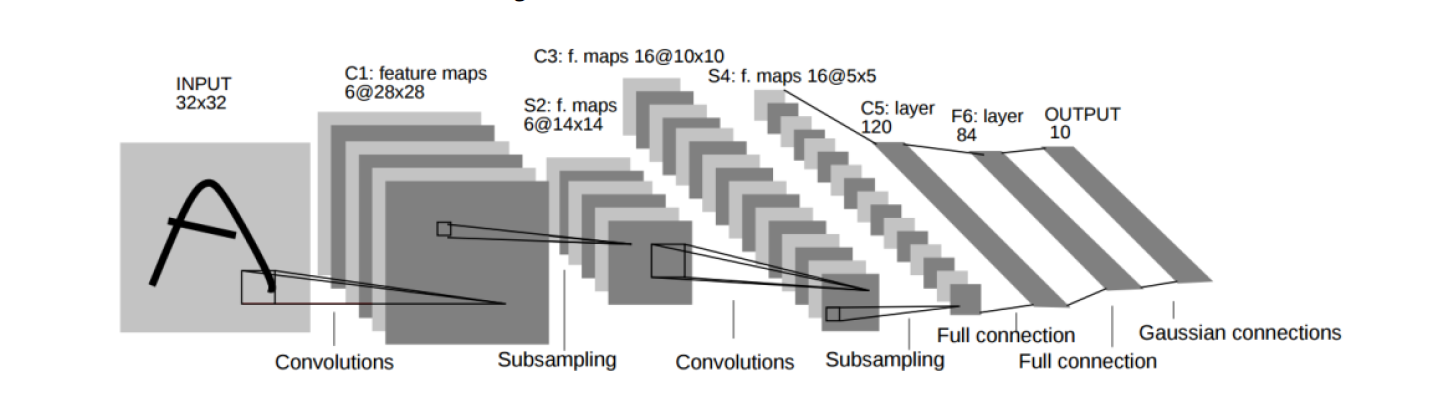 INPUT
32x32
C1: feature maps
6@28x28
S2: f. maps
6@14x14
C3: f. maps 16@10x10
S4: f. maps 16@5x5
C5: layer
120
F6: layer
84
OUTPUT
10
Convolutions
Subsampling
Convolutions
Subsampling
Full connection
Full connection
Gaussian connections